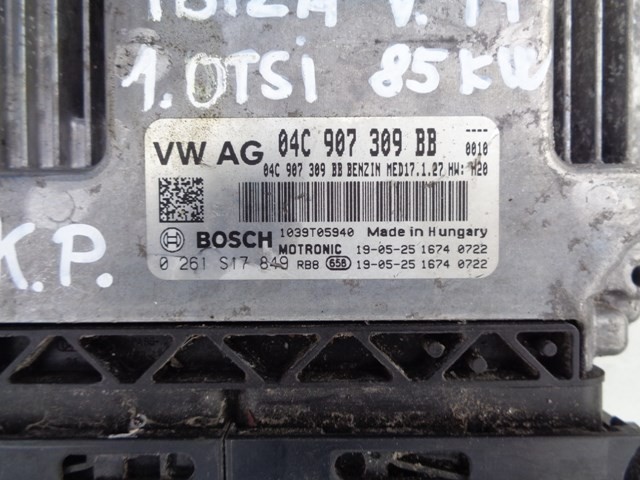 IBIZA V. 19
1.0TSi 85KW
K.P.
VW AG 04C 907 309 BB ----
0010
04C 907 309 BB BENZIN MED17.1.27 HW: H20
1039T05940 Made in Hungary
BOSCH MOTRONIC 19-05-25 1674 0722
0 261 S17 849 RB8 658 19-05-25 1674 0722